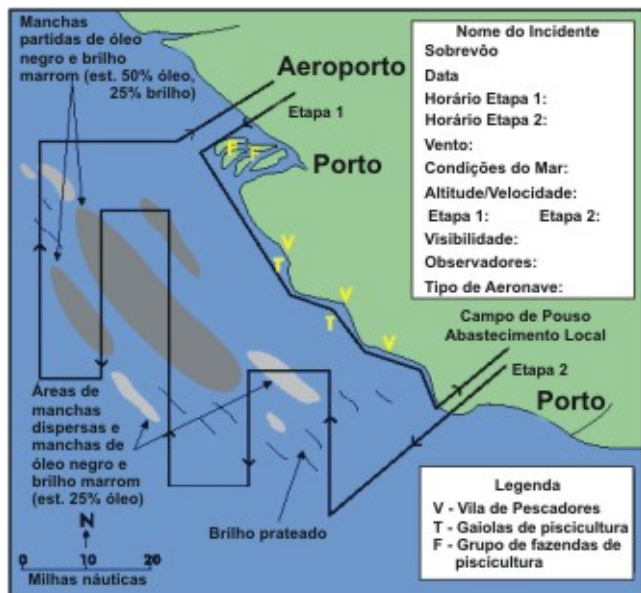 Manchas
partidas de óleo
negro e brilho
marrom (est. 50% óleo,
25% brilho)
Aeroporto
Etapa 1
F
F
Porto
Nome do Incidente
Sobrevôo
Data
Horário Etapa 1:
Horário Etapa 2:
Vento:
Condições do Mar:
Altitude/Velocidade:
Etapa 1: Etapa 2:
Visibilidade:
Observadores:
Tipo de Aeronave:
V
T
V
T
V
Campo de Pouso
Abastecimento Local
Etapa 2
Porto
Áreas de
manchas
dispersas e
manchas de
óleo negro e
brilho marrom
(est. 25% óleo)
Brilho prateado
N
0 10 20
Milhas náuticas
Legenda
V - Vila de Pescadores
T - Gaiolas de piscicultura
F - Grupo de fazendas de
piscicultura